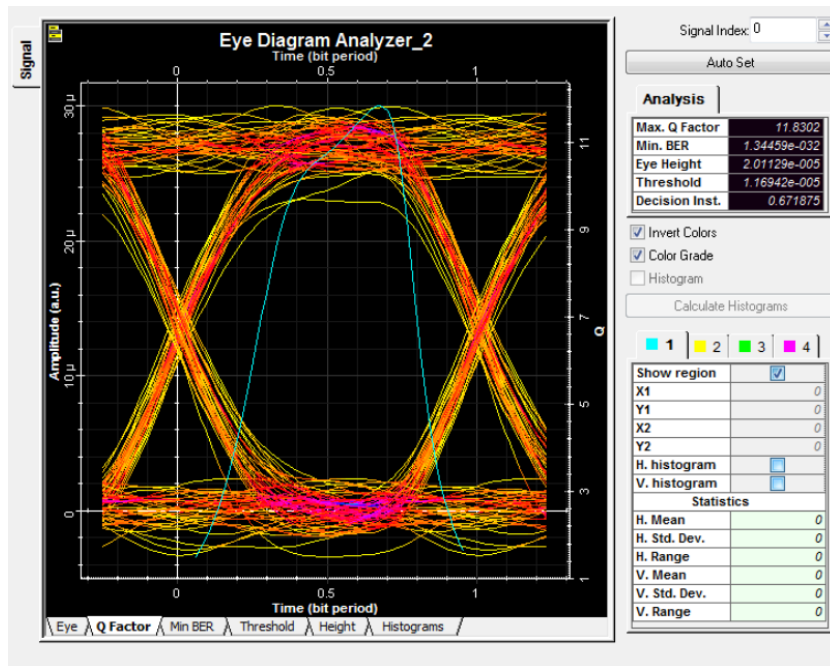 Signal
Eye Diagram Analyzer_2
Time (bit period)
0 0.5 1
Amplitude (a.u.)
30 µ
20 µ
10 µ
0
11
9
7
5
3
1
Q
0 0.5 1
Time (bit period)
Eye Q Factor Min BER Threshold Height Histograms
Signal Index: 0
Auto Set
Analysis
Max. Q Factor 11.8302
Min. BER 1.34459e-032
Eye Height 2.01129e-005
Threshold 1.16942e-005
Decision Inst. 0.671875
Invert Colors
Color Grade
Histogram
Calculate Histograms
1 2 3 4
Show region
X1 0
Y1 0
X2 0
Y2 0
H. histogram
V. histogram
Statistics
H. Mean 0
H. Std. Dev. 0
H. Range 0
V. Mean 0
V. Std. Dev. 0
V. Range 0